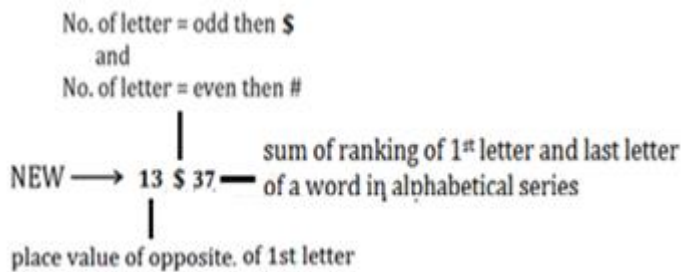 No. of letter = odd then $
and
No. of letter = even then #
NEW → 13 $ 37
sum of ranking of 1st letter and last letter
of a word in alphabetical series
place value of opposite. of 1st letter